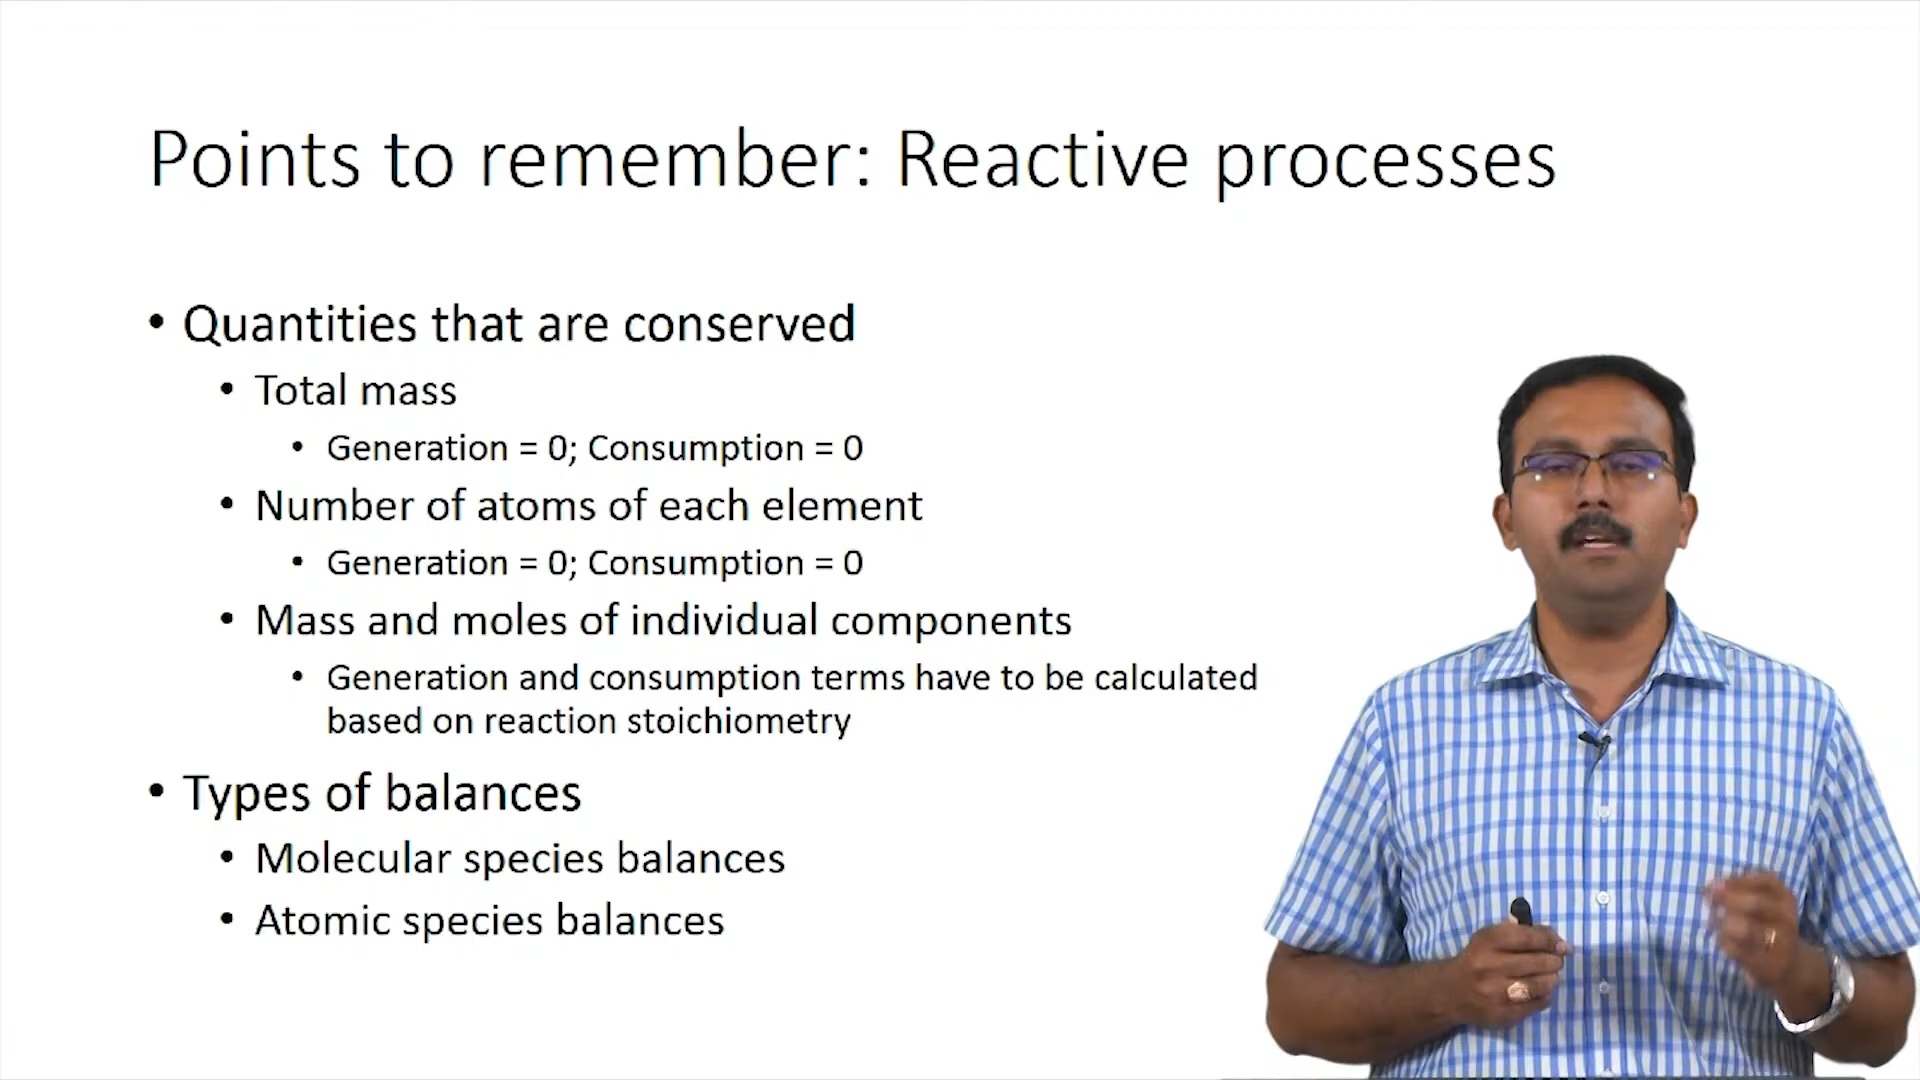 Points to remember: Reactive processes
• Quantities that are conserved
• Total mass
• Generation = 0; Consumption = 0
• Number of atoms of each element
• Generation = 0; Consumption = 0
• Mass and moles of individual components
• Generation and consumption terms have to be calculated
based on reaction stoichiometry
• Types of balances
• Molecular species balances
• Atomic species balances